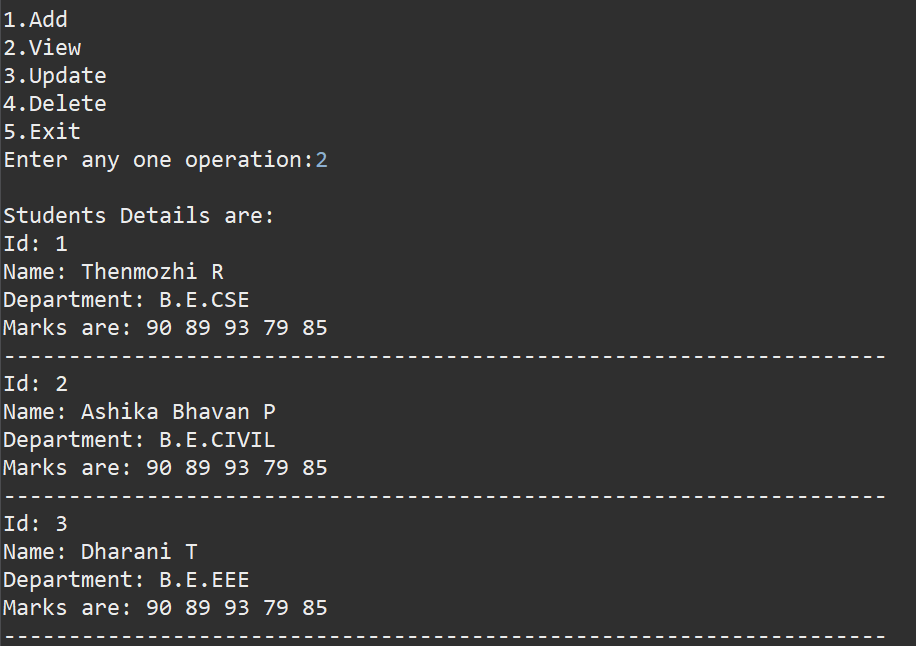 1.Add
2.View
3.Update
4.Delete
5.Exit
Enter any one operation:2

Students Details are:
Id: 1
Name: Thenmozhi R
Department: B.E.CSE
Marks are: 90 89 93 79 85
--------------------------------------------------------------------
Id: 2
Name: Ashika Bhavan P
Department: B.E.CIVIL
Marks are: 90 89 93 79 85
--------------------------------------------------------------------
Id: 3
Name: Dharani T
Department: B.E.EEE
Marks are: 90 89 93 79 85
--------------------------------------------------------------------